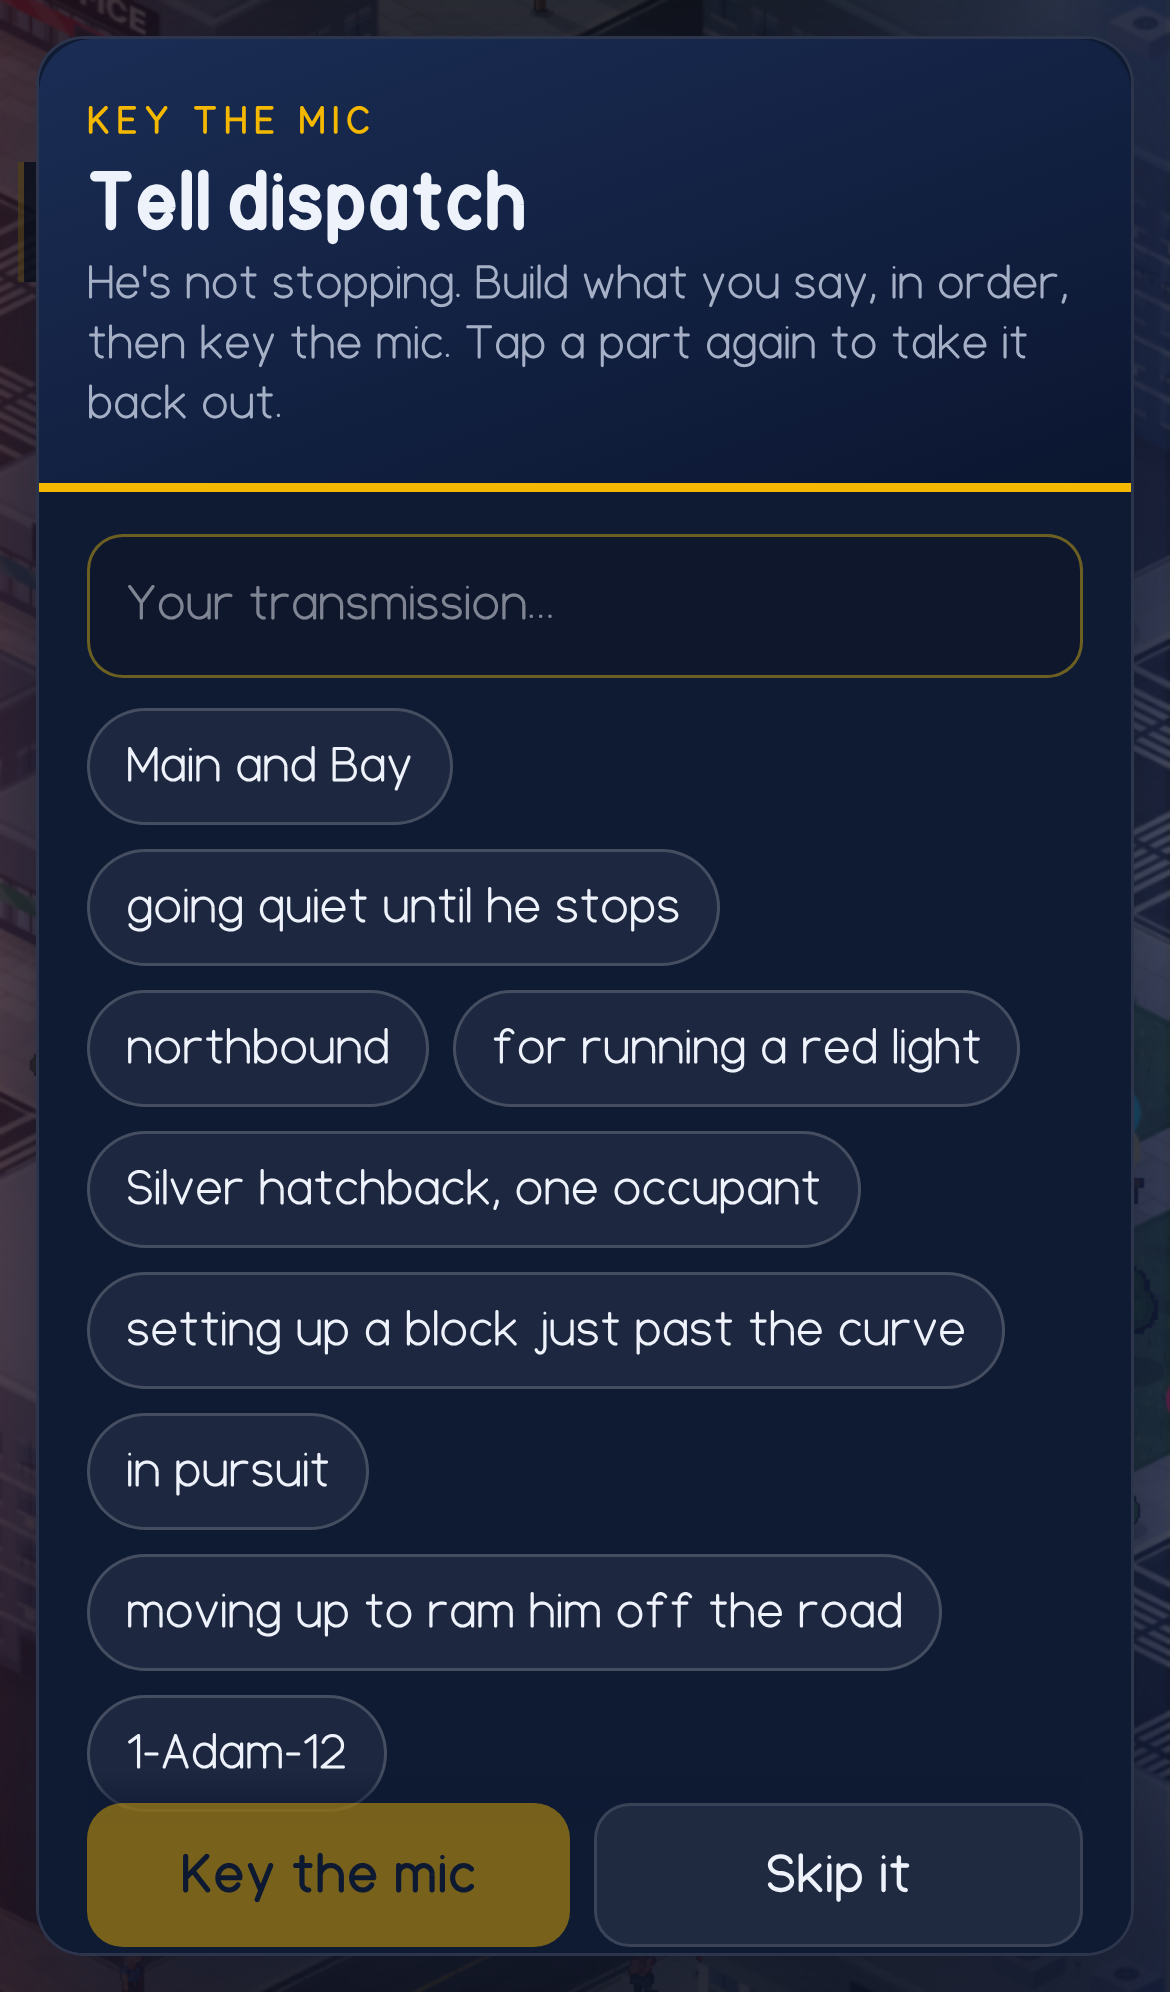 KEY THE MIC
Tell dispatch
He's not stopping. Build what you say, in order,
then key the mic. Tap a part again to take it
back out.
Your transmission...
Main and Bay
going quiet until he stops
northbound
for running a red light
Silver hatchback, one occupant
setting up a block just past the curve
in pursuit
moving up to ram him off the road
1-Adam-12
Key the mic
Skip it